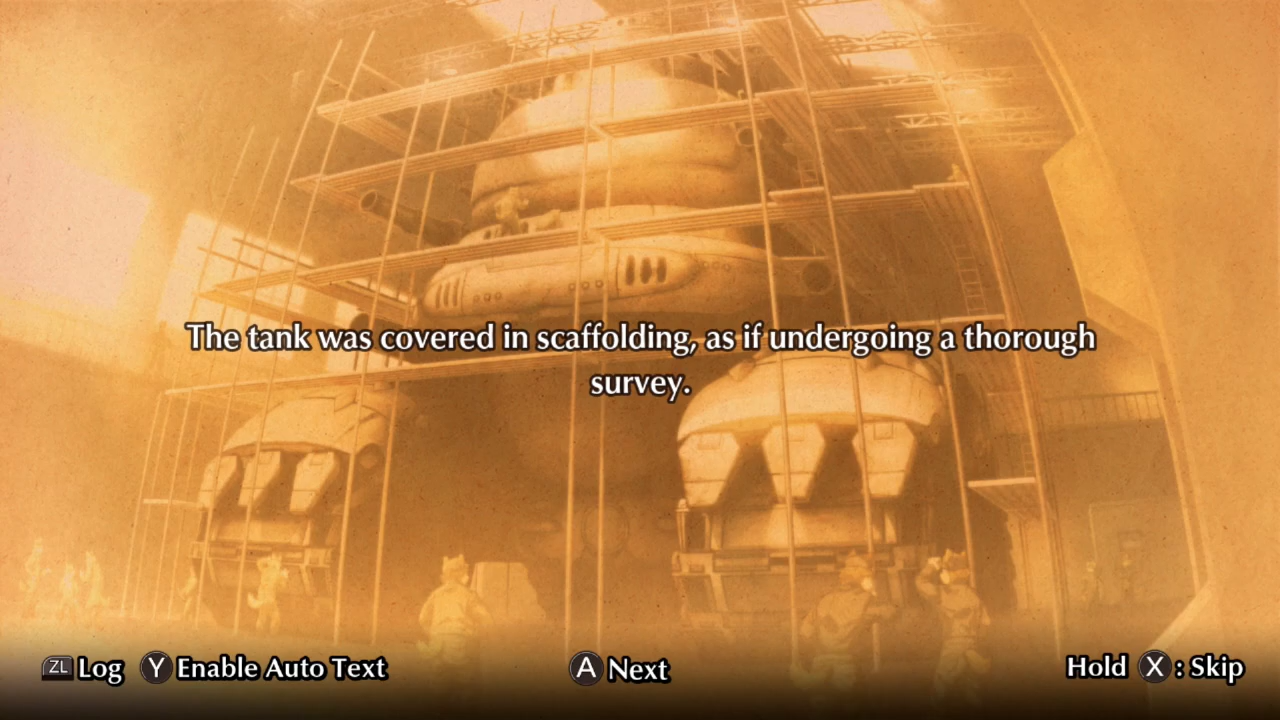 The tank was covered in scaffolding, as if undergoing a thorough
survey.
ZL Log Y Enable Auto Text A Next Hold X : Skip